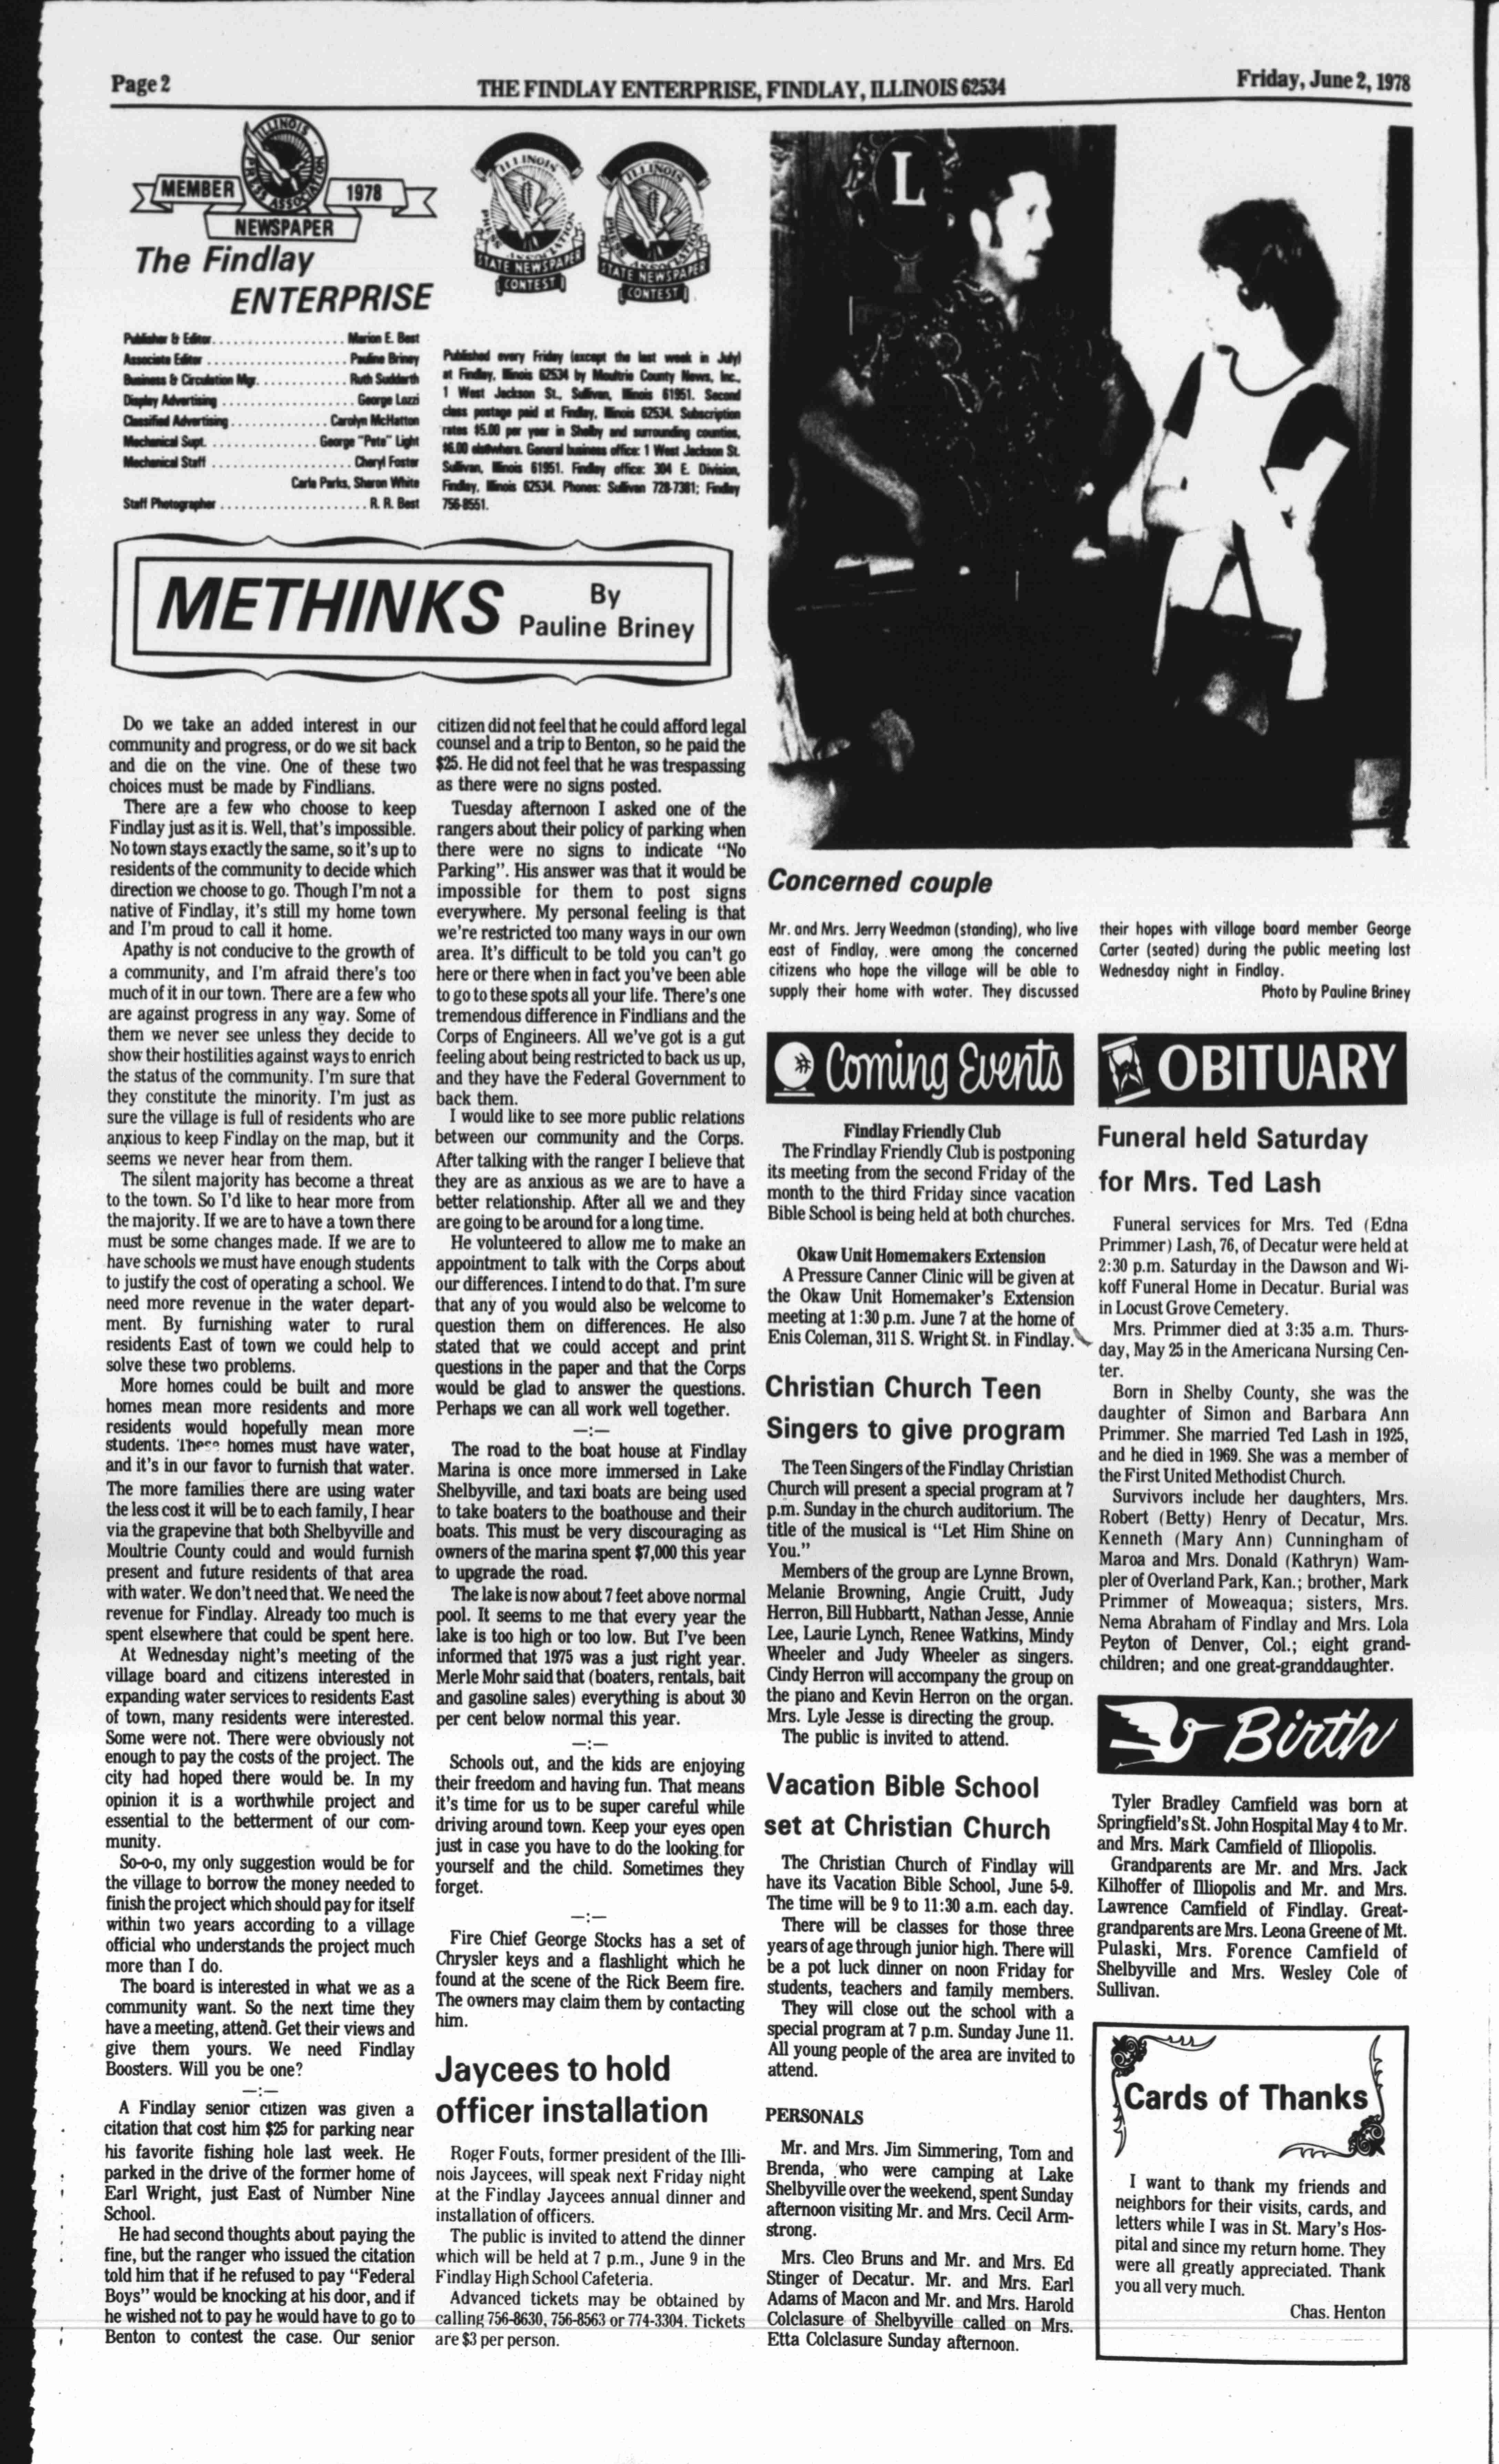 Page 2
THE FINDLAY ENTERPRISE, FINDLAY, ILLINOIS 62534
Friday, June 2, 1978
ILLINOIS
PRESS ASSOCIATION
MEMBER
1978
NEWSPAPER
The Findlay
ENTERPRISE
ILLINOIS
PRESS ASSOCIATION
STATE NEWSPAPER
CONTEST
ILLINOIS
PRESS ASSOCIATION
STATE NEWSPAPER
CONTEST
Publisher & Editor. . . . . . . . . . . . . . . . . . Marion E. Best
Associate Editor . . . . . . . . . . . . . . . . . . . Pauline Briney
Business & Circulation Mgr. . . . . . . . . . . . . Ruth Sudderth
Display Advertising . . . . . . . . . . . . . . . . . . George Lazzi
Classified Advertising . . . . . . . . . . . . . Carolyn McHatton
Mechanical Supt. . . . . . . . . . . . . . . George "Pete" Light
Mechanical Staff . . . . . . . . . . . . . . . . . . . Cheryl Foster
Carla Parks, Sharon White
Staff Photographer . . . . . . . . . . . . . . . . . . . . R. R. Best
Published every Friday (except the last week in July)
at Findlay, Illinois 62534 by Moultrie County News, Inc.,
1 West Jackson St., Sullivan, Illinois 61951. Second
class postage paid at Findlay, Illinois 62534. Subscription
rates $5.00 per year in Shelby and surrounding counties,
$6.00 elsewhere. General business office: 1 West Jackson St.
Sullivan, Illinois 61951. Findlay office: 304 E. Division,
Findlay, Illinois 62534. Phones: Sullivan 728-7381; Findlay
756-8551.
METHINKS
By
Pauline Briney
Do we take an added interest in our
community and progress, or do we sit back
and die on the vine. One of these two
choices must be made by Findlians.
There are a few who choose to keep
Findlay just as it is. Well, that's impossible.
No town stays exactly the same, so it's up to
residents of the community to decide which
direction we choose to go. Though I'm not a
native of Findlay, it's still my home town
and I'm proud to call it home.
Apathy is not conducive to the growth of
a community, and I'm afraid there's too
much of it in our town. There are a few who
are against progress in any way. Some of
them we never see unless they decide to
show their hostilities against ways to enrich
the status of the community. I'm sure that
they constitute the minority. I'm just as
sure the village is full of residents who are
anxious to keep Findlay on the map, but it
seems we never hear from them.
The silent majority has become a threat
to the town. So I'd like to hear more from
the majority. If we are to have a town there
must be some changes made. If we are to
have schools we must have enough students
to justify the cost of operating a school. We
need more revenue in the water depart-
ment. By furnishing water to rural
residents East of town we could help to
solve these two problems.
More homes could be built and more
homes mean more residents and more
residents would hopefully mean more
students. These homes must have water,
and it's in our favor to furnish that water.
The more families there are using water
the less cost it will be to each family, I hear
via the grapevine that both Shelbyville and
Moultrie County could and would furnish
present and future residents of that area
with water. We don't need that. We need the
revenue for Findlay. Already too much is
spent elsewhere that could be spent here.
At Wednesday night's meeting of the
village board and citizens interested in
expanding water services to residents East
of town, many residents were interested.
Some were not. There were obviously not
enough to pay the costs of the project. The
city had hoped there would be. In my
opinion it is a worthwhile project and
essential to the betterment of our com-
munity.
So-o-o, my only suggestion would be for
the village to borrow the money needed to
finish the project which should pay for itself
within two years according to a village
official who understands the project much
more than I do.
The board is interested in what we as a
community want. So the next time they
have a meeting, attend. Get their views and
give them yours. We need Findlay
Boosters. Will you be one?
—:—
A Findlay senior citizen was given a
citation that cost him $25 for parking near
his favorite fishing hole last week. He
parked in the drive of the former home of
Earl Wright, just East of Number Nine
School.
He had second thoughts about paying the
fine, but the ranger who issued the citation
told him that if he refused to pay "Federal
Boys" would be knocking at his door, and if
he wished not to pay he would have to go to
Benton to contest the case. Our senior
citizen did not feel that he could afford legal
counsel and a trip to Benton, so he paid the
$25. He did not feel that he was trespassing
as there were no signs posted.
Tuesday afternoon I asked one of the
rangers about their policy of parking when
there were no signs to indicate "No
Parking". His answer was that it would be
impossible for them to post signs
everywhere. My personal feeling is that
we're restricted too many ways in our own
area. It's difficult to be told you can't go
here or there when in fact you've been able
to go to these spots all your life. There's one
tremendous difference in Findlians and the
Corps of Engineers. All we've got is a gut
feeling about being restricted to back us up,
and they have the Federal Government to
back them.
I would like to see more public relations
between our community and the Corps.
After talking with the ranger I believe that
they are as anxious as we are to have a
better relationship. After all we and they
are going to be around for a long time.
He volunteered to allow me to make an
appointment to talk with the Corps about
our differences. I intend to do that. I'm sure
that any of you would also be welcome to
question them on differences. He also
stated that we could accept and print
questions in the paper and that the Corps
would be glad to answer the questions.
Perhaps we can all work well together.
—:—
The road to the boat house at Findlay
Marina is once more immersed in Lake
Shelbyville, and taxi boats are being used
to take boaters to the boathouse and their
boats. This must be very discouraging as
owners of the marina spent $7,000 this year
to upgrade the road.
The lake is now about 7 feet above normal
pool. It seems to me that every year the
lake is too high or too low. But I've been
informed that 1975 was a just right year.
Merle Mohr said that (boaters, rentals, bait
and gasoline sales) everything is about 30
per cent below normal this year.
—:—
Schools out, and the kids are enjoying
their freedom and having fun. That means
it's time for us to be super careful while
driving around town. Keep your eyes open
just in case you have to do the looking for
yourself and the child. Sometimes they
forget.
—:—
Fire Chief George Stocks has a set of
Chrysler keys and a flashlight which he
found at the scene of the Rick Beem fire.
The owners may claim them by contacting
him.
Jaycees to hold
officer installation
Roger Fouts, former president of the Illi-
nois Jaycees, will speak next Friday night
at the Findlay Jaycees annual dinner and
installation of officers.
The public is invited to attend the dinner
which will be held at 7 p.m., June 9 in the
Findlay High School Cafeteria.
Advanced tickets may be obtained by
calling 756-8630, 756-8563 or 774-3304. Tickets
are $3 per person.
L
Concerned couple
Mr. and Mrs. Jerry Weedman (standing), who live
east of Findlay, were among the concerned
citizens who hope the village will be able to
supply their home with water. They discussed
their hopes with village board member George
Carter (seated) during the public meeting last
Wednesday night in Findlay.
Photo by Pauline Briney
Coming Events
Findlay Friendly Club
The Frindlay Friendly Club is postponing
its meeting from the second Friday of the
month to the third Friday since vacation
Bible School is being held at both churches.
Okaw Unit Homemakers Extension
A Pressure Canner Clinic will be given at
the Okaw Unit Homemaker's Extension
meeting at 1:30 p.m. June 7 at the home of
Enis Coleman, 311 S. Wright St. in Findlay.
Christian Church Teen
Singers to give program
The Teen Singers of the Findlay Christian
Church will present a special program at 7
p.m. Sunday in the church auditorium. The
title of the musical is "Let Him Shine on
You."
Members of the group are Lynne Brown,
Melanie Browning, Angie Cruitt, Judy
Herron, Bill Hubbartt, Nathan Jesse, Annie
Lee, Laurie Lynch, Renee Watkins, Mindy
Wheeler and Judy Wheeler as singers.
Cindy Herron will accompany the group on
the piano and Kevin Herron on the organ.
Mrs. Lyle Jesse is directing the group.
The public is invited to attend.
Vacation Bible School
set at Christian Church
The Christian Church of Findlay will
have its Vacation Bible School, June 5-9.
The time will be 9 to 11:30 a.m. each day.
There will be classes for those three
years of age through junior high. There will
be a pot luck dinner on noon Friday for
students, teachers and family members.
They will close out the school with a
special program at 7 p.m. Sunday June 11.
All young people of the area are invited to
attend.
PERSONALS
Mr. and Mrs. Jim Simmering, Tom and
Brenda, who were camping at Lake
Shelbyville over the weekend, spent Sunday
afternoon visiting Mr. and Mrs. Cecil Arm-
strong.
Mrs. Cleo Bruns and Mr. and Mrs. Ed
Stinger of Decatur. Mr. and Mrs. Earl
Adams of Macon and Mr. and Mrs. Harold
Colclasure of Shelbyville called on Mrs.
Etta Colclasure Sunday afternoon.
OBITUARY
Funeral held Saturday
for Mrs. Ted Lash
Funeral services for Mrs. Ted (Edna
Primmer) Lash, 76, of Decatur were held at
2:30 p.m. Saturday in the Dawson and Wi-
koff Funeral Home in Decatur. Burial was
in Locust Grove Cemetery.
Mrs. Primmer died at 3:35 a.m. Thurs-
day, May 25 in the Americana Nursing Cen-
ter.
Born in Shelby County, she was the
daughter of Simon and Barbara Ann
Primmer. She married Ted Lash in 1925,
and he died in 1969. She was a member of
the First United Methodist Church.
Survivors include her daughters, Mrs.
Robert (Betty) Henry of Decatur, Mrs.
Kenneth (Mary Ann) Cunningham of
Maroa and Mrs. Donald (Kathryn) Wam-
pler of Overland Park, Kan.; brother, Mark
Primmer of Moweaqua; sisters, Mrs.
Nema Abraham of Findlay and Mrs. Lola
Peyton of Denver, Col.; eight grand-
children; and one great-granddaughter.
Birth
Tyler Bradley Camfield was born at
Springfield's St. John Hospital May 4 to Mr.
and Mrs. Mark Camfield of Illiopolis.
Grandparents are Mr. and Mrs. Jack
Kilhoffer of Illiopolis and Mr. and Mrs.
Lawrence Camfield of Findlay. Great-
grandparents are Mrs. Leona Greene of Mt.
Pulaski, Mrs. Forence Camfield of
Shelbyville and Mrs. Wesley Cole of
Sullivan.
Cards of Thanks
I want to thank my friends and
neighbors for their visits, cards, and
letters while I was in St. Mary's Hos-
pital and since my return home. They
were all greatly appreciated. Thank
you all very much.
Chas. Henton